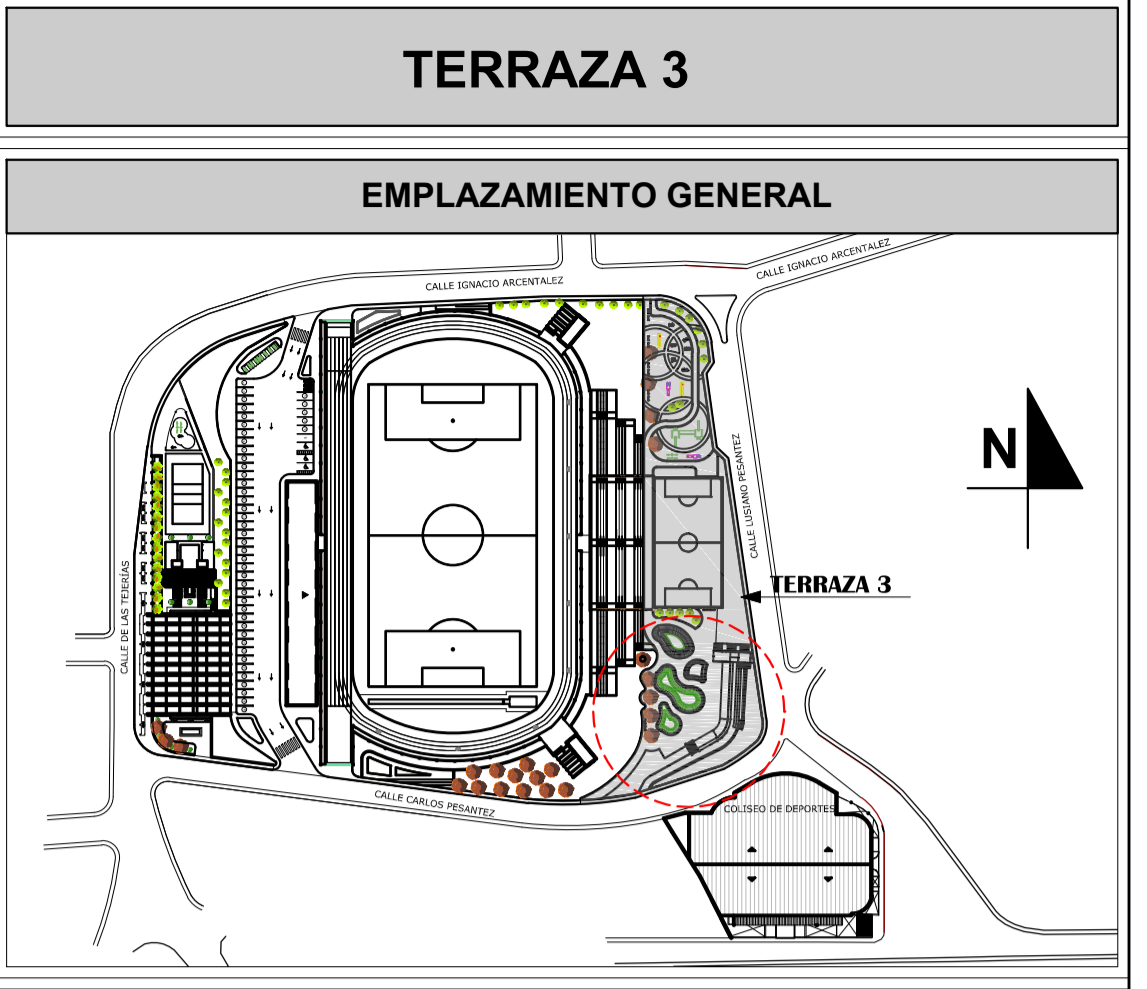 TERRAZA 3
EMPLAZAMIENTO GENERAL
CALLE IGNACIO ARCENTALEZ
CALLE IGNACIO ARCENTALEZ
N
CALLE LUSIANO PESANTEZ
CALLE DE LAS TEJERÍAS
TERRAZA 3
CALLE CARLOS PESANTEZ
COLISEO DE DEPORTES